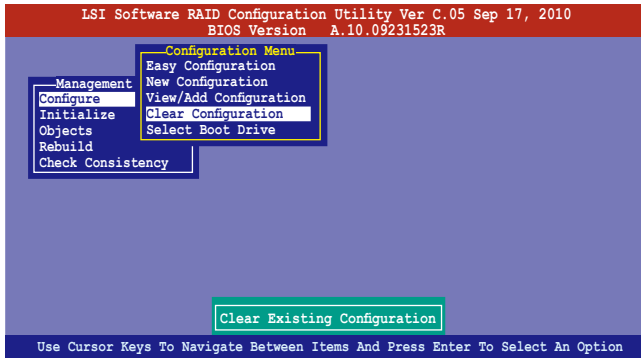 LSI Software RAID Configuration Utility Ver C.05 Sep 17, 2010
BIOS Version A.10.09231523R
Configuration Menu
Easy Configuration
New Configuration
View/Add Configuration
Clear Configuration
Select Boot Drive
Management
Configure
Initialize
Objects
Rebuild
Check Consistency
Clear Existing Configuration
Use Cursor Keys To Navigate Between Items And Press Enter To Select An Option